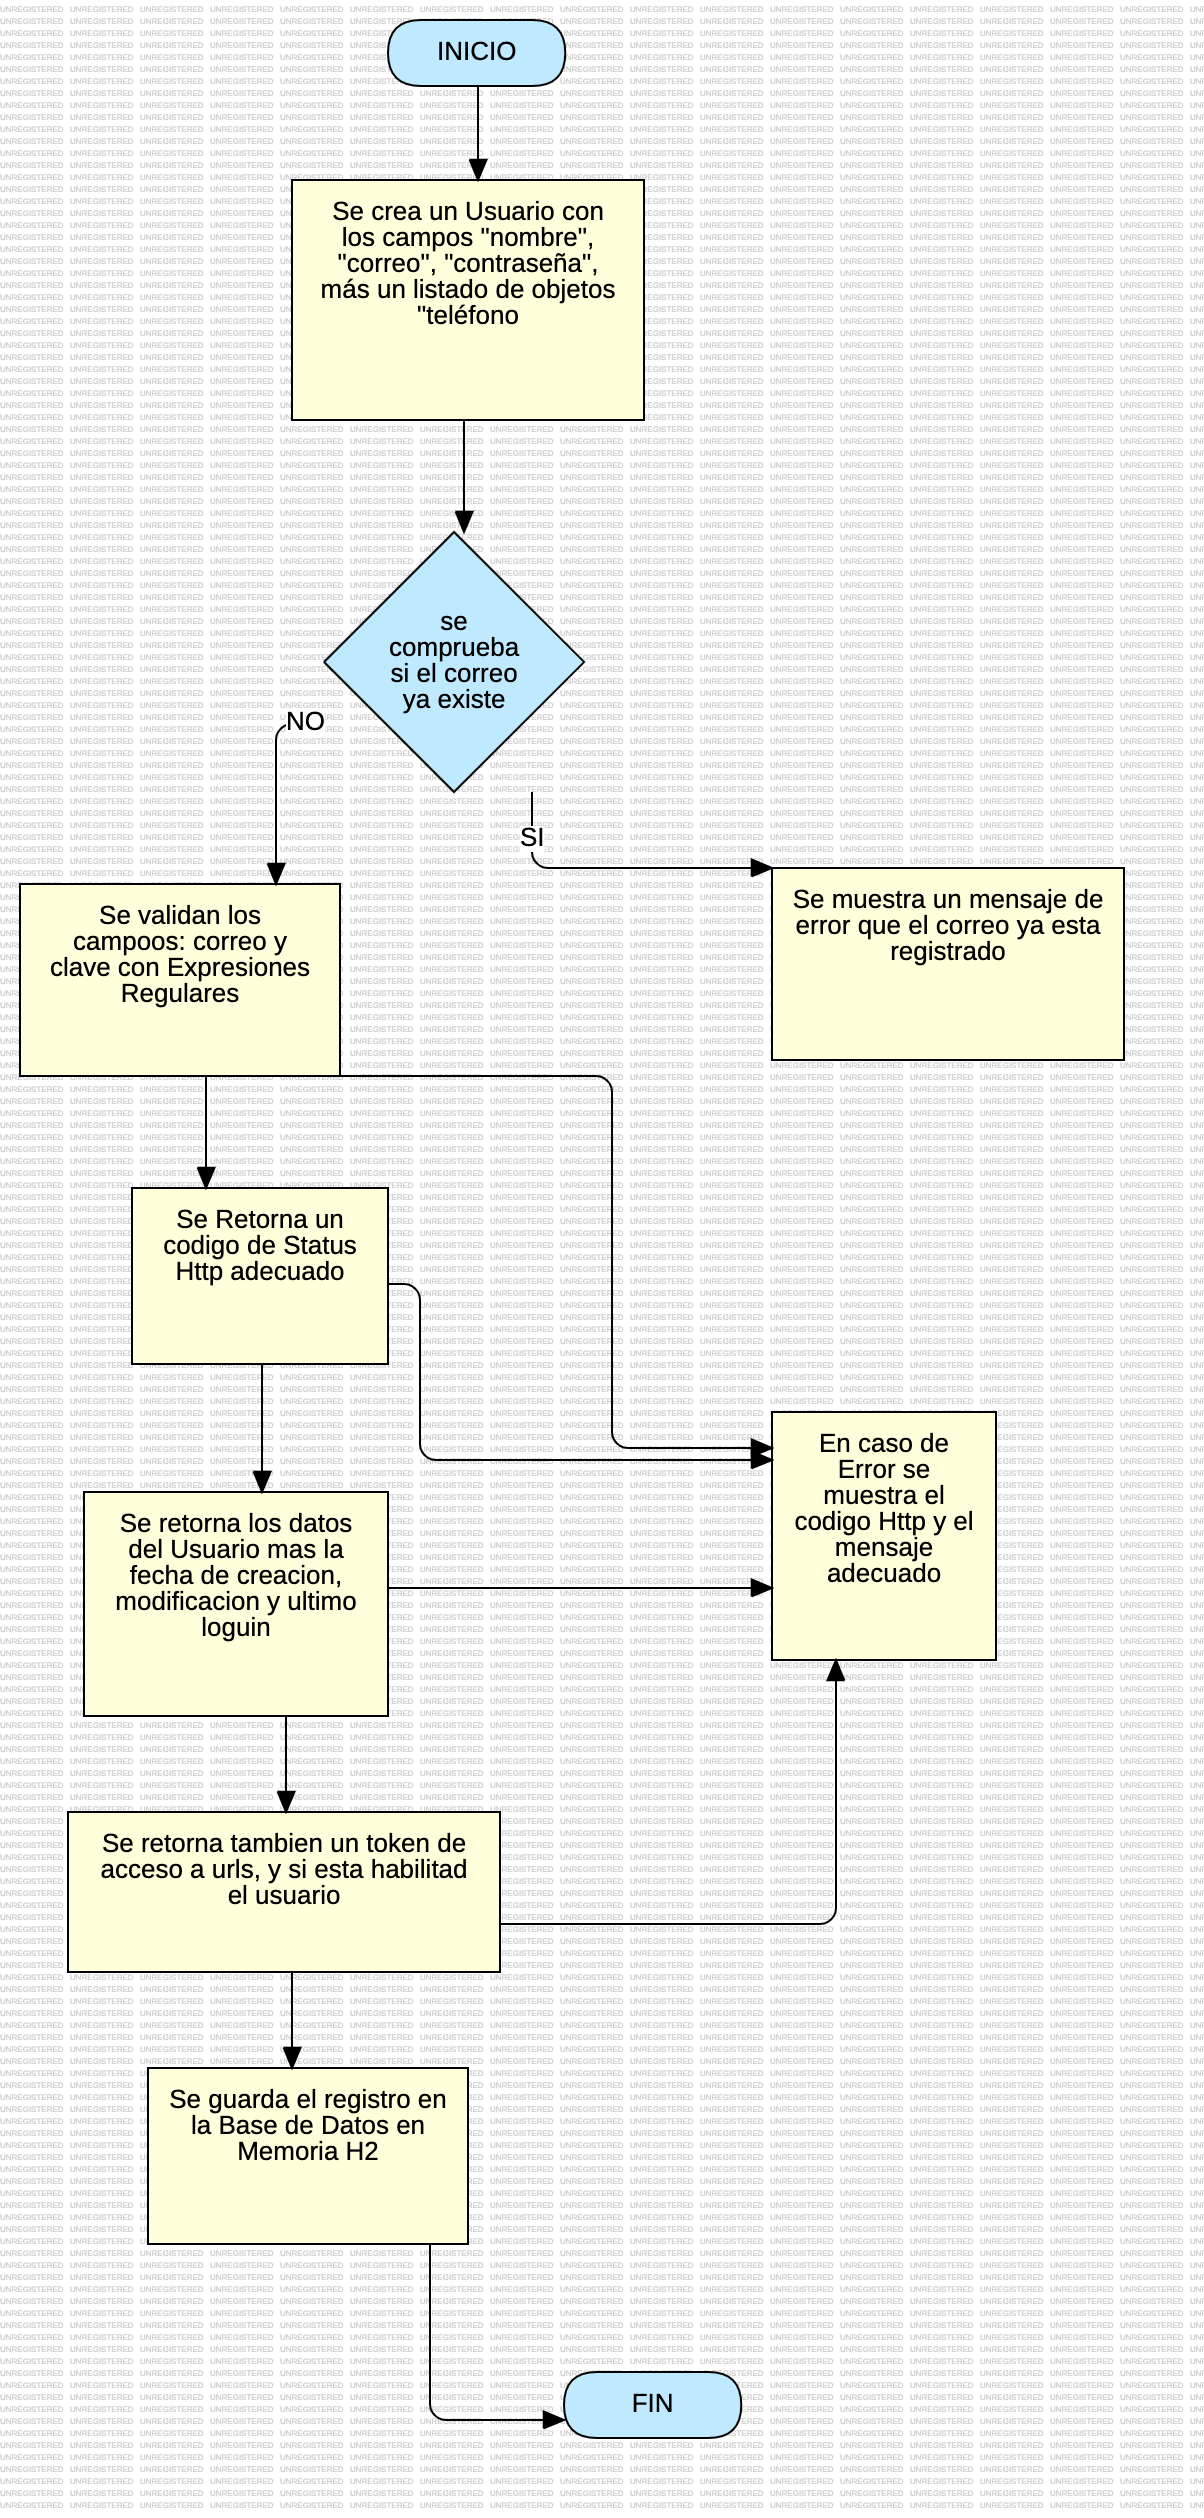 INICIO
Se crea un Usuario con
los campos "nombre",
"correo", "contraseña",
más un listado de objetos
"teléfono
se
comprueba
si el correo
ya existe
NO
SI
Se validan los
campoos: correo y
clave con Expresiones
Regulares
Se muestra un mensaje de
error que el correo ya esta
registrado
Se Retorna un
codigo de Status
Http adecuado
En caso de
Error se
muestra el
codigo Http y el
mensaje
adecuado
Se retorna los datos
del Usuario mas la
fecha de creacion,
modificacion y ultimo
loguin
Se retorna tambien un token de
acceso a urls, y si esta habilitad
el usuario
Se guarda el registro en
la Base de Datos en
Memoria H2
FIN
UNREGISTERED